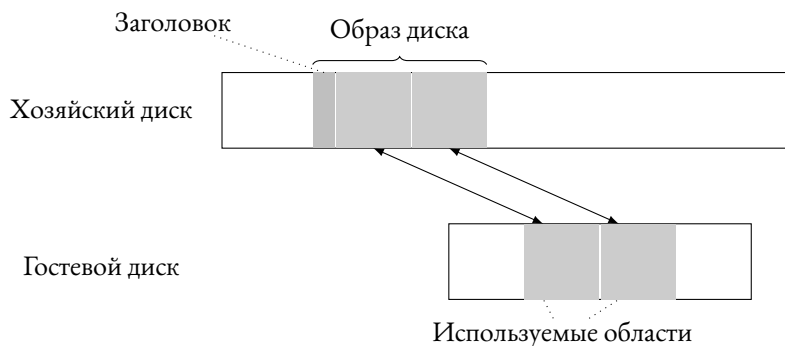 Заголовок
Образ диска
Хозяйский диск
Гостевой диск
Используемые области